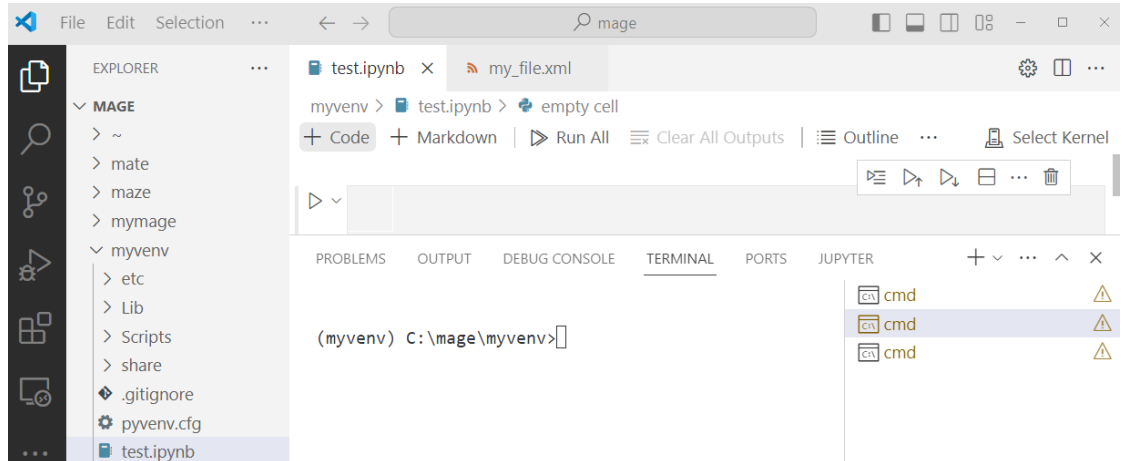 File Edit Selection ... mage
EXPLORER ...
MAGE
~
mate
maze
mymage
myvenv
etc
Lib
Scripts
share
.gitignore
pyvenv.cfg
test.ipynb
test.ipynb my_file.xml
myvenv > test.ipynb > empty cell
+ Code + Markdown Run All Clear All Outputs Outline ... Select Kernel
PROBLEMS OUTPUT DEBUG CONSOLE TERMINAL PORTS JUPYTER
(myvenv) C:\mage\myvenv>
C:\ cmd
C:\ cmd
C:\ cmd